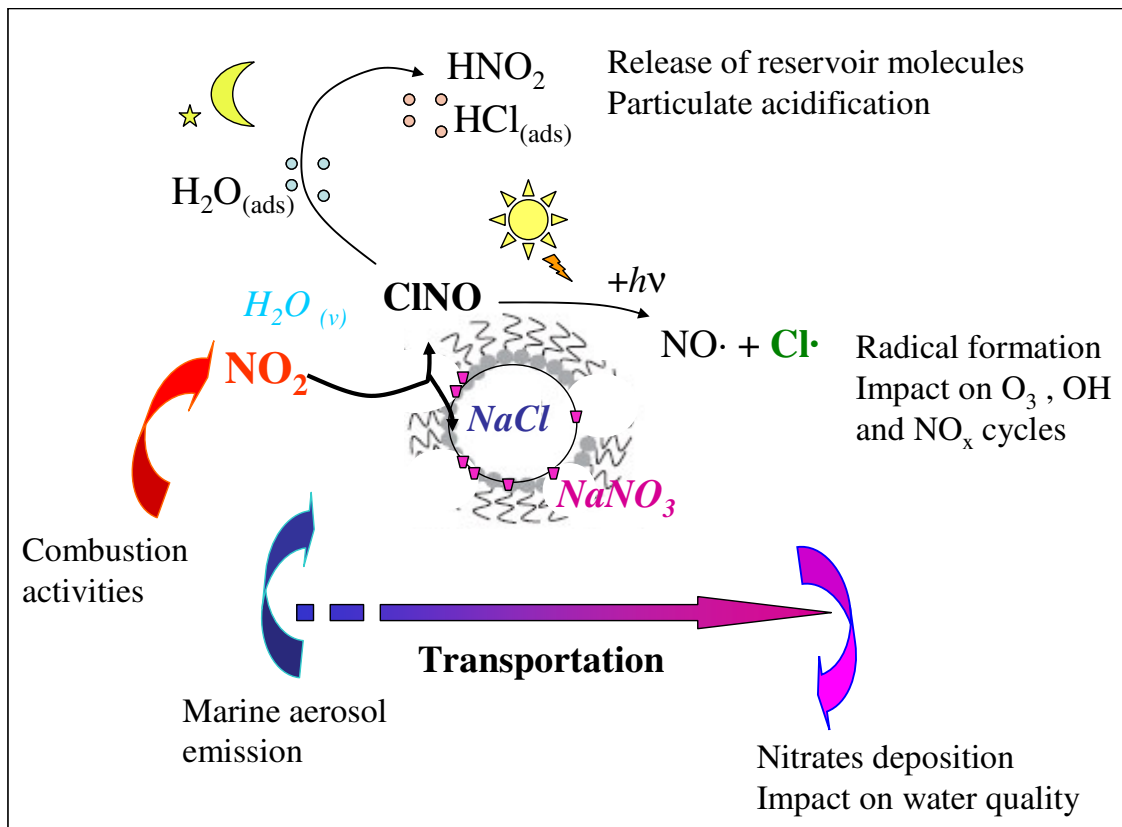 HNO₂
HCl(ads)
Release of reservoir molecules
Particulate acidification
H₂O(ads)
+hν
ClNO
H₂O (v)
NO₂
NO· + Cl·
Radical formation
Impact on O₃ , OH
and NOₓ cycles
NaCl
NaNO₃
Combustion
activities
Transportation
Marine aerosol
emission
Nitrates deposition
Impact on water quality